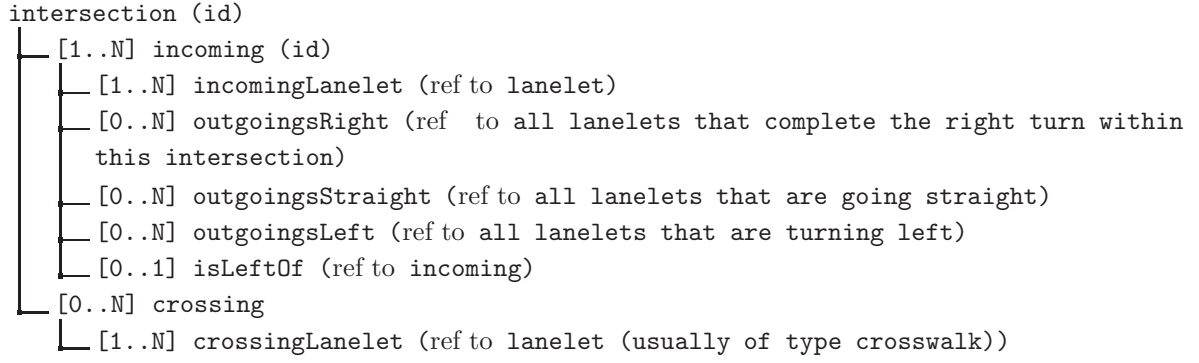 intersection (id)
[1..N] incoming (id)
[1..N] incomingLanelet (ref to lanelet)
[0..N] outgoingsRight (ref to all lanelets that complete the right turn within
this intersection)
[0..N] outgoingsStraight (ref to all lanelets that are going straight)
[0..N] outgoingsLeft (ref to all lanelets that are turning left)
[0..1] isLeftOf (ref to incoming)
[0..N] crossing
[1..N] crossingLanelet (ref to lanelet (usually of type crosswalk))